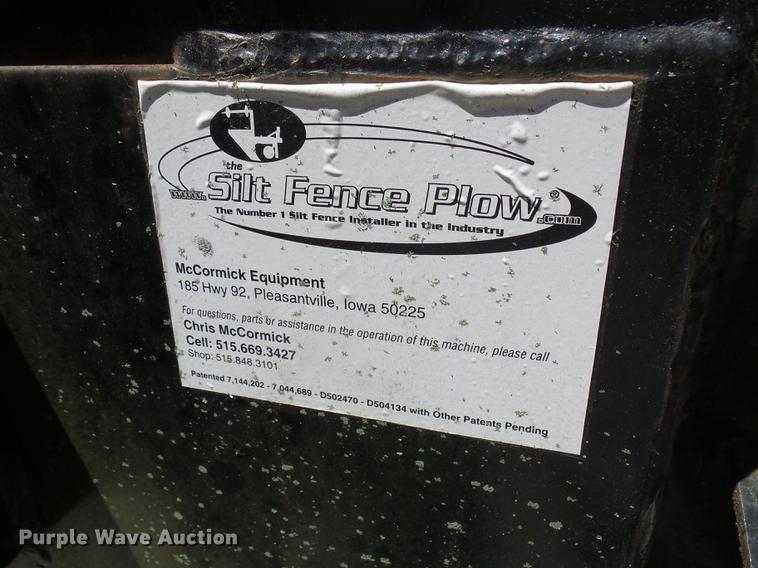 the
www.
Silt Fence Plow®.com
The Number 1 Silt Fence Installer in the Industry
McCormick Equipment
185 Hwy 92, Pleasantville, Iowa 50225
For questions, parts or assistance in the operation of this machine, please call
Chris McCormick
Cell: 515.669.3427
Shop: 515.848.3101
Patented 7,144,202 - 7,044,689 - D502470 - D504134 with Other Patents Pending
Purple Wave Auction®